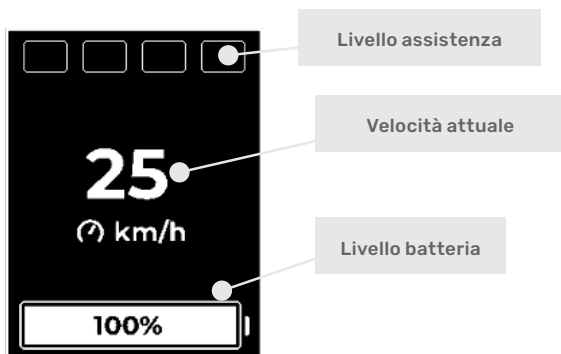 Livello assistenza
Velocità attuale
25
km/h
Livello batteria
100%